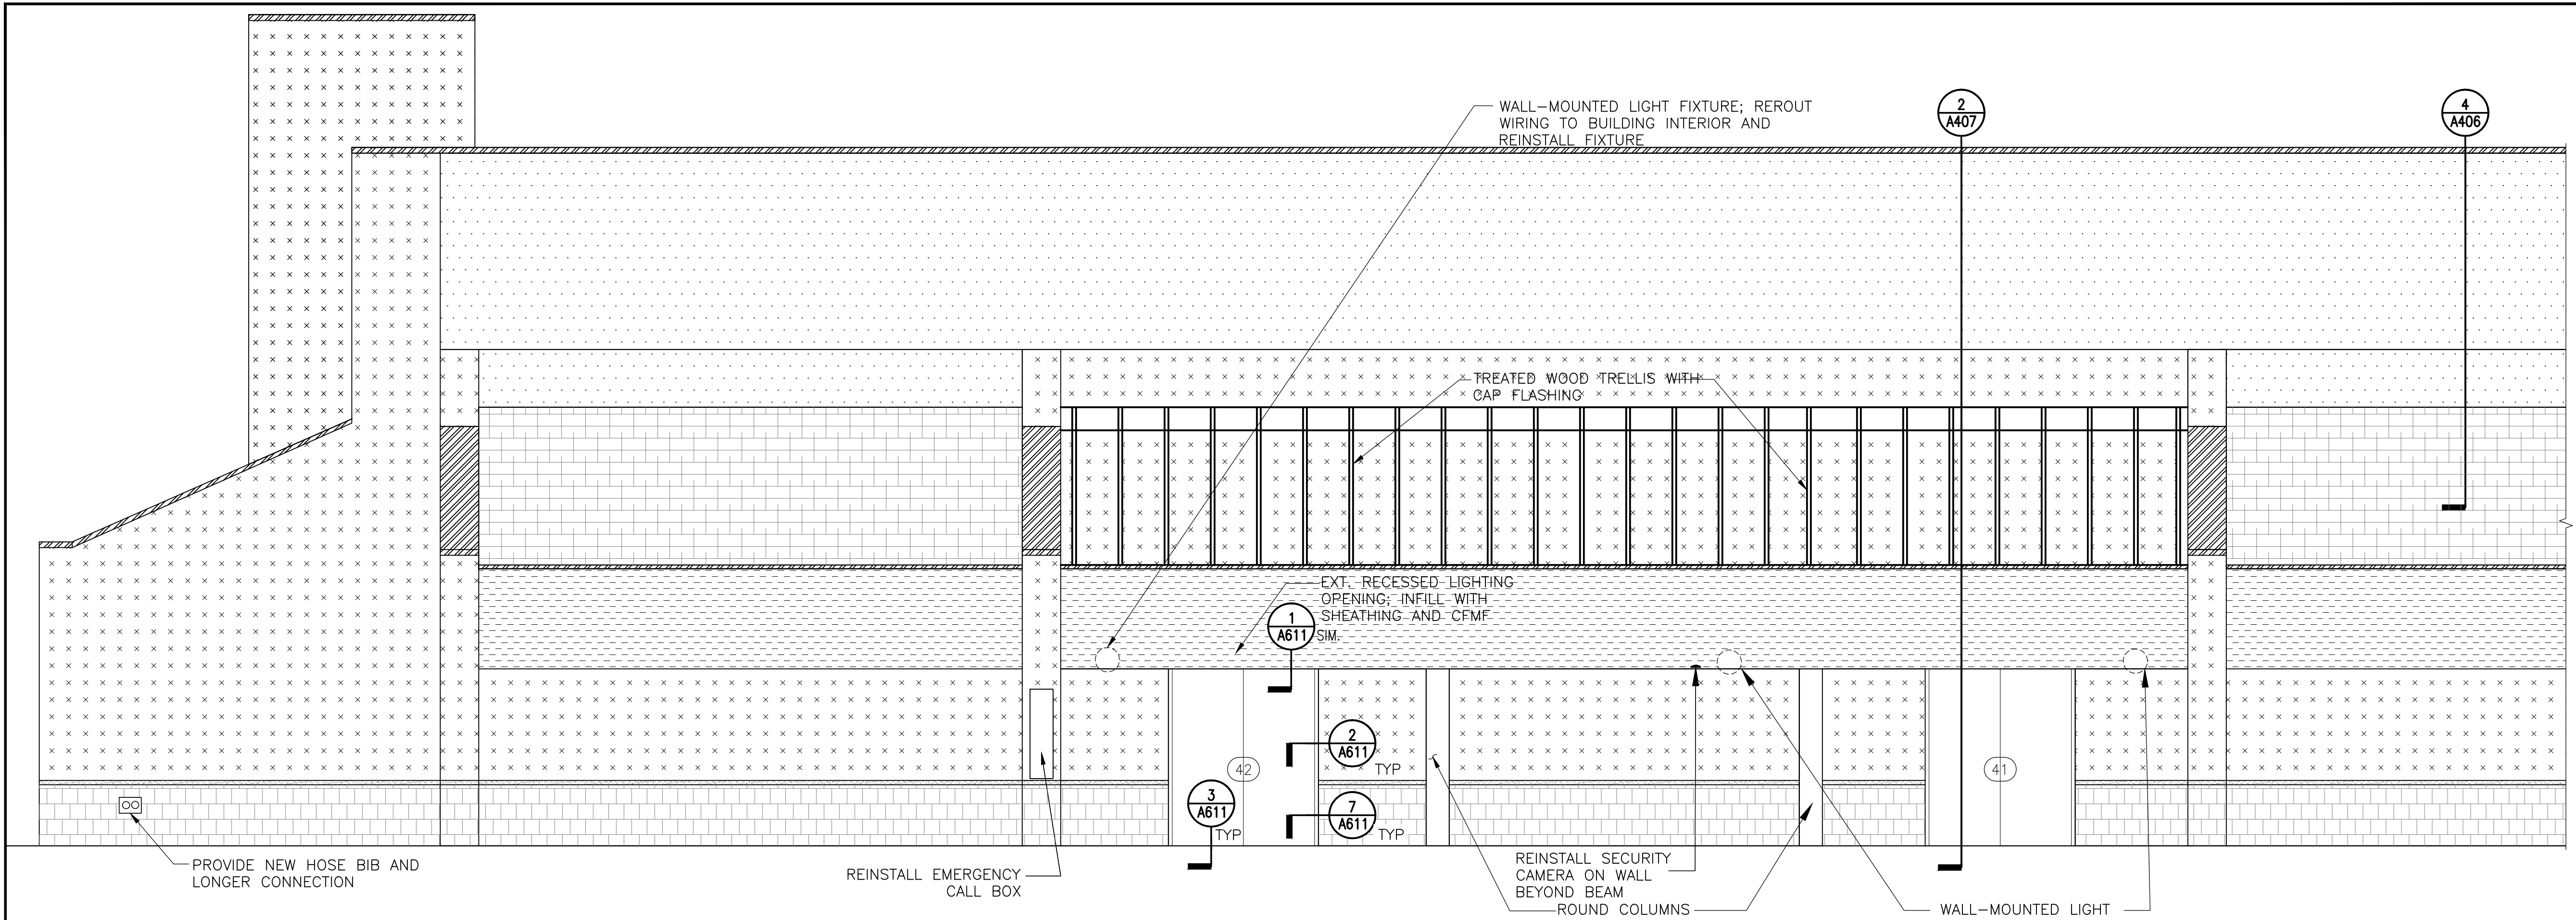 WALL-MOUNTED LIGHT FIXTURE; REROUT
WIRING TO BUILDING INTERIOR AND
REINSTALL FIXTURE
2
A407
4
A406
TREATED WOOD TRELLIS WITH
CAP FLASHING
EXT. RECESSED LIGHTING
OPENING; INFILL WITH
SHEATHING AND CFMF
1
A611
SIM.
2
A611
TYP
42
41
3
A611
TYP
7
A611
TYP
PROVIDE NEW HOSE BIB AND
LONGER CONNECTION
REINSTALL EMERGENCY
CALL BOX
REINSTALL SECURITY
CAMERA ON WALL
BEYOND BEAM
ROUND COLUMNS
WALL-MOUNTED LIGHT